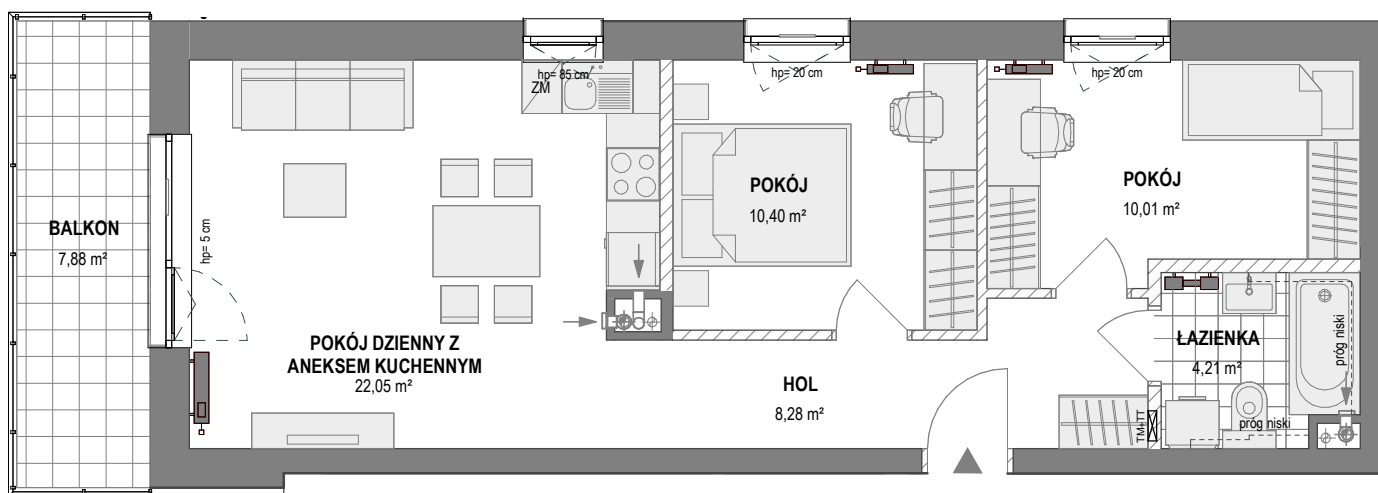 hp= 85 cm
ZM
hp= 20 cm
hp= 20 cm
POKÓJ
10,40 m²
POKÓJ
10,01 m²
BALKON
7,88 m²
hp= 5 cm
POKÓJ DZIENNY Z
ANEKSEM KUCHENNYM
22,05 m²
HOL
8,28 m²
ŁAZIENKA
4,21 m²
próg niski
próg niski
TM+TT